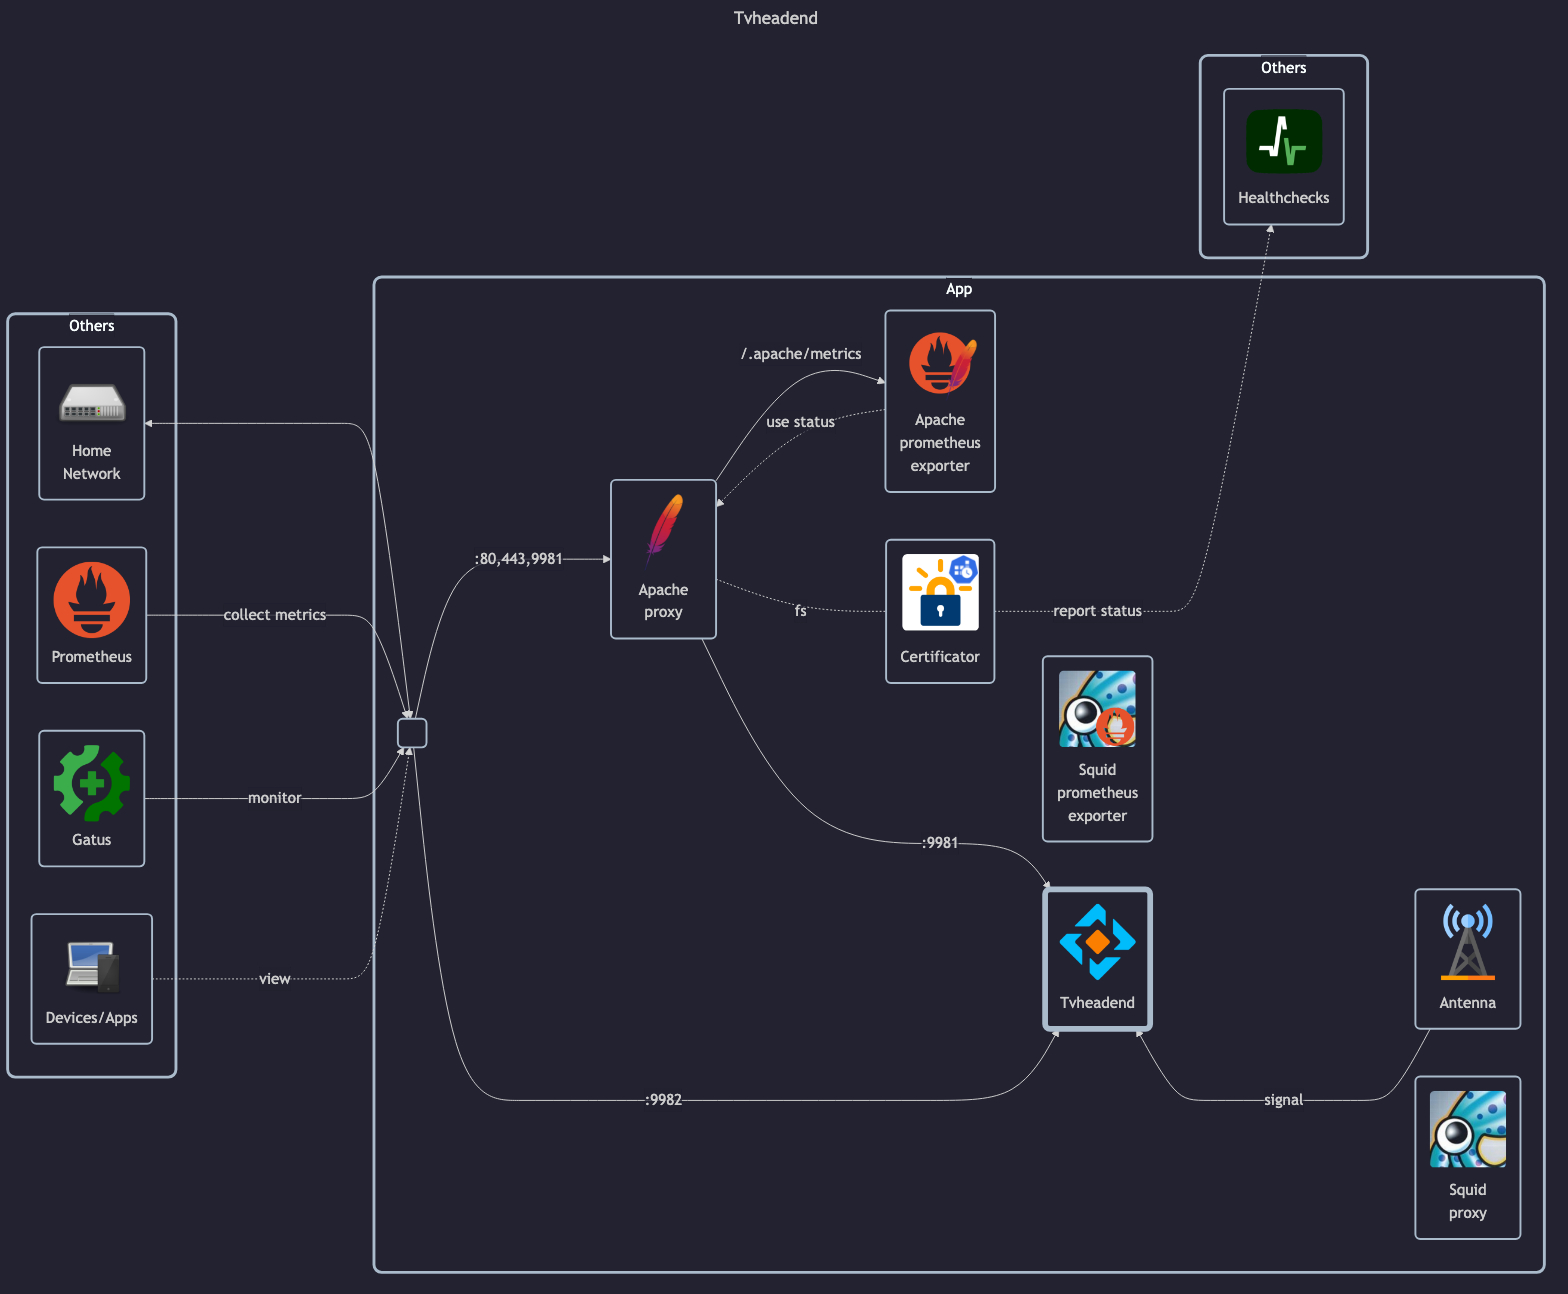 Tvheadend
Others
Healthchecks
App
Others
Home
Network
Prometheus
Gatus
Devices/Apps
collect metrics
monitor
view
:80,443,9981
Apache
proxy
/.apache/metrics
use status
fs
Apache
prometheus
exporter
Certificator
report status
Squid
prometheus
exporter
:9981
Tvheadend
Antenna
:9982
signal
Squid
proxy